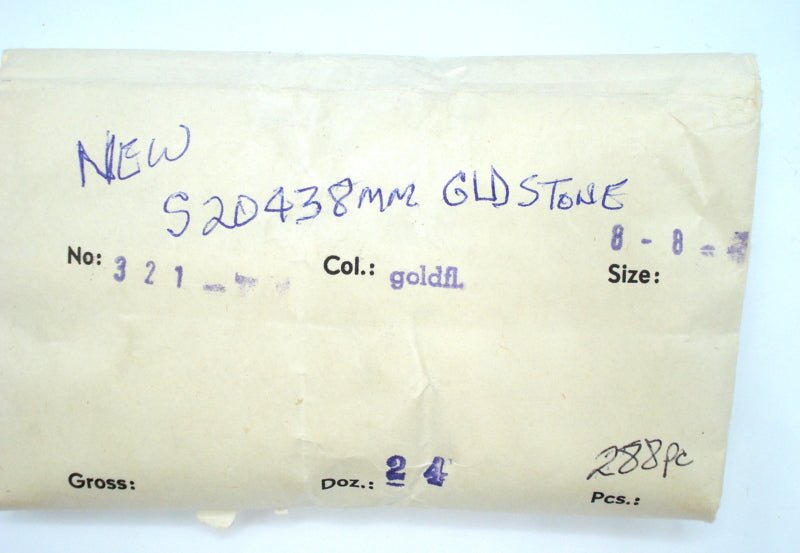 NEW
S20438MM GLDSTONE
8 - 8 -
No: 321 - Col.: goldfl. Size:
288pc
Gross: Doz.: 24 Pcs.: